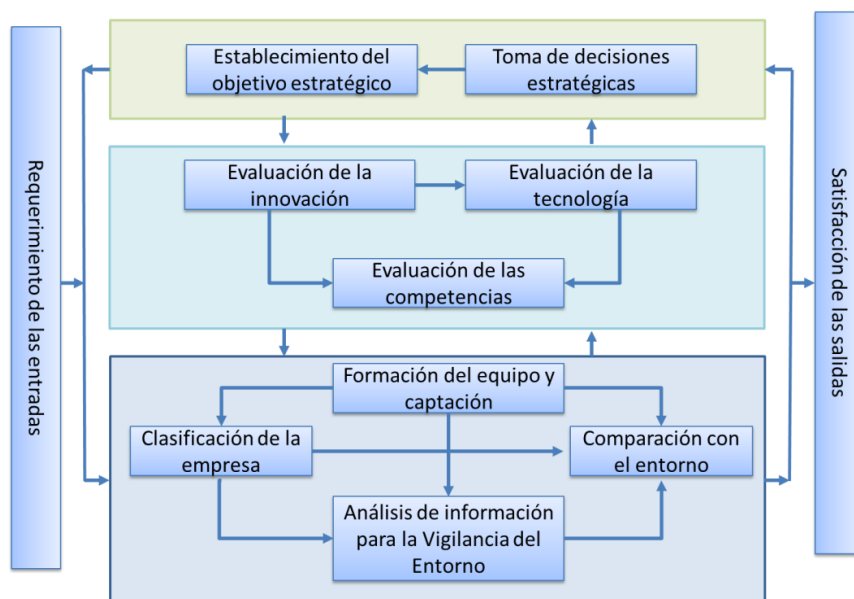 Requerimiento de las entradas
Establecimiento del
objetivo estratégico
Toma de decisiones
estratégicas
Evaluación de la
innovación
Evaluación de la
tecnología
Evaluación de las
competencias
Formación del equipo y
captación
Clasificación de la
empresa
Comparación con
el entorno
Análisis de información
para la Vigilancia del
Entorno
Satisfacción de las salidas